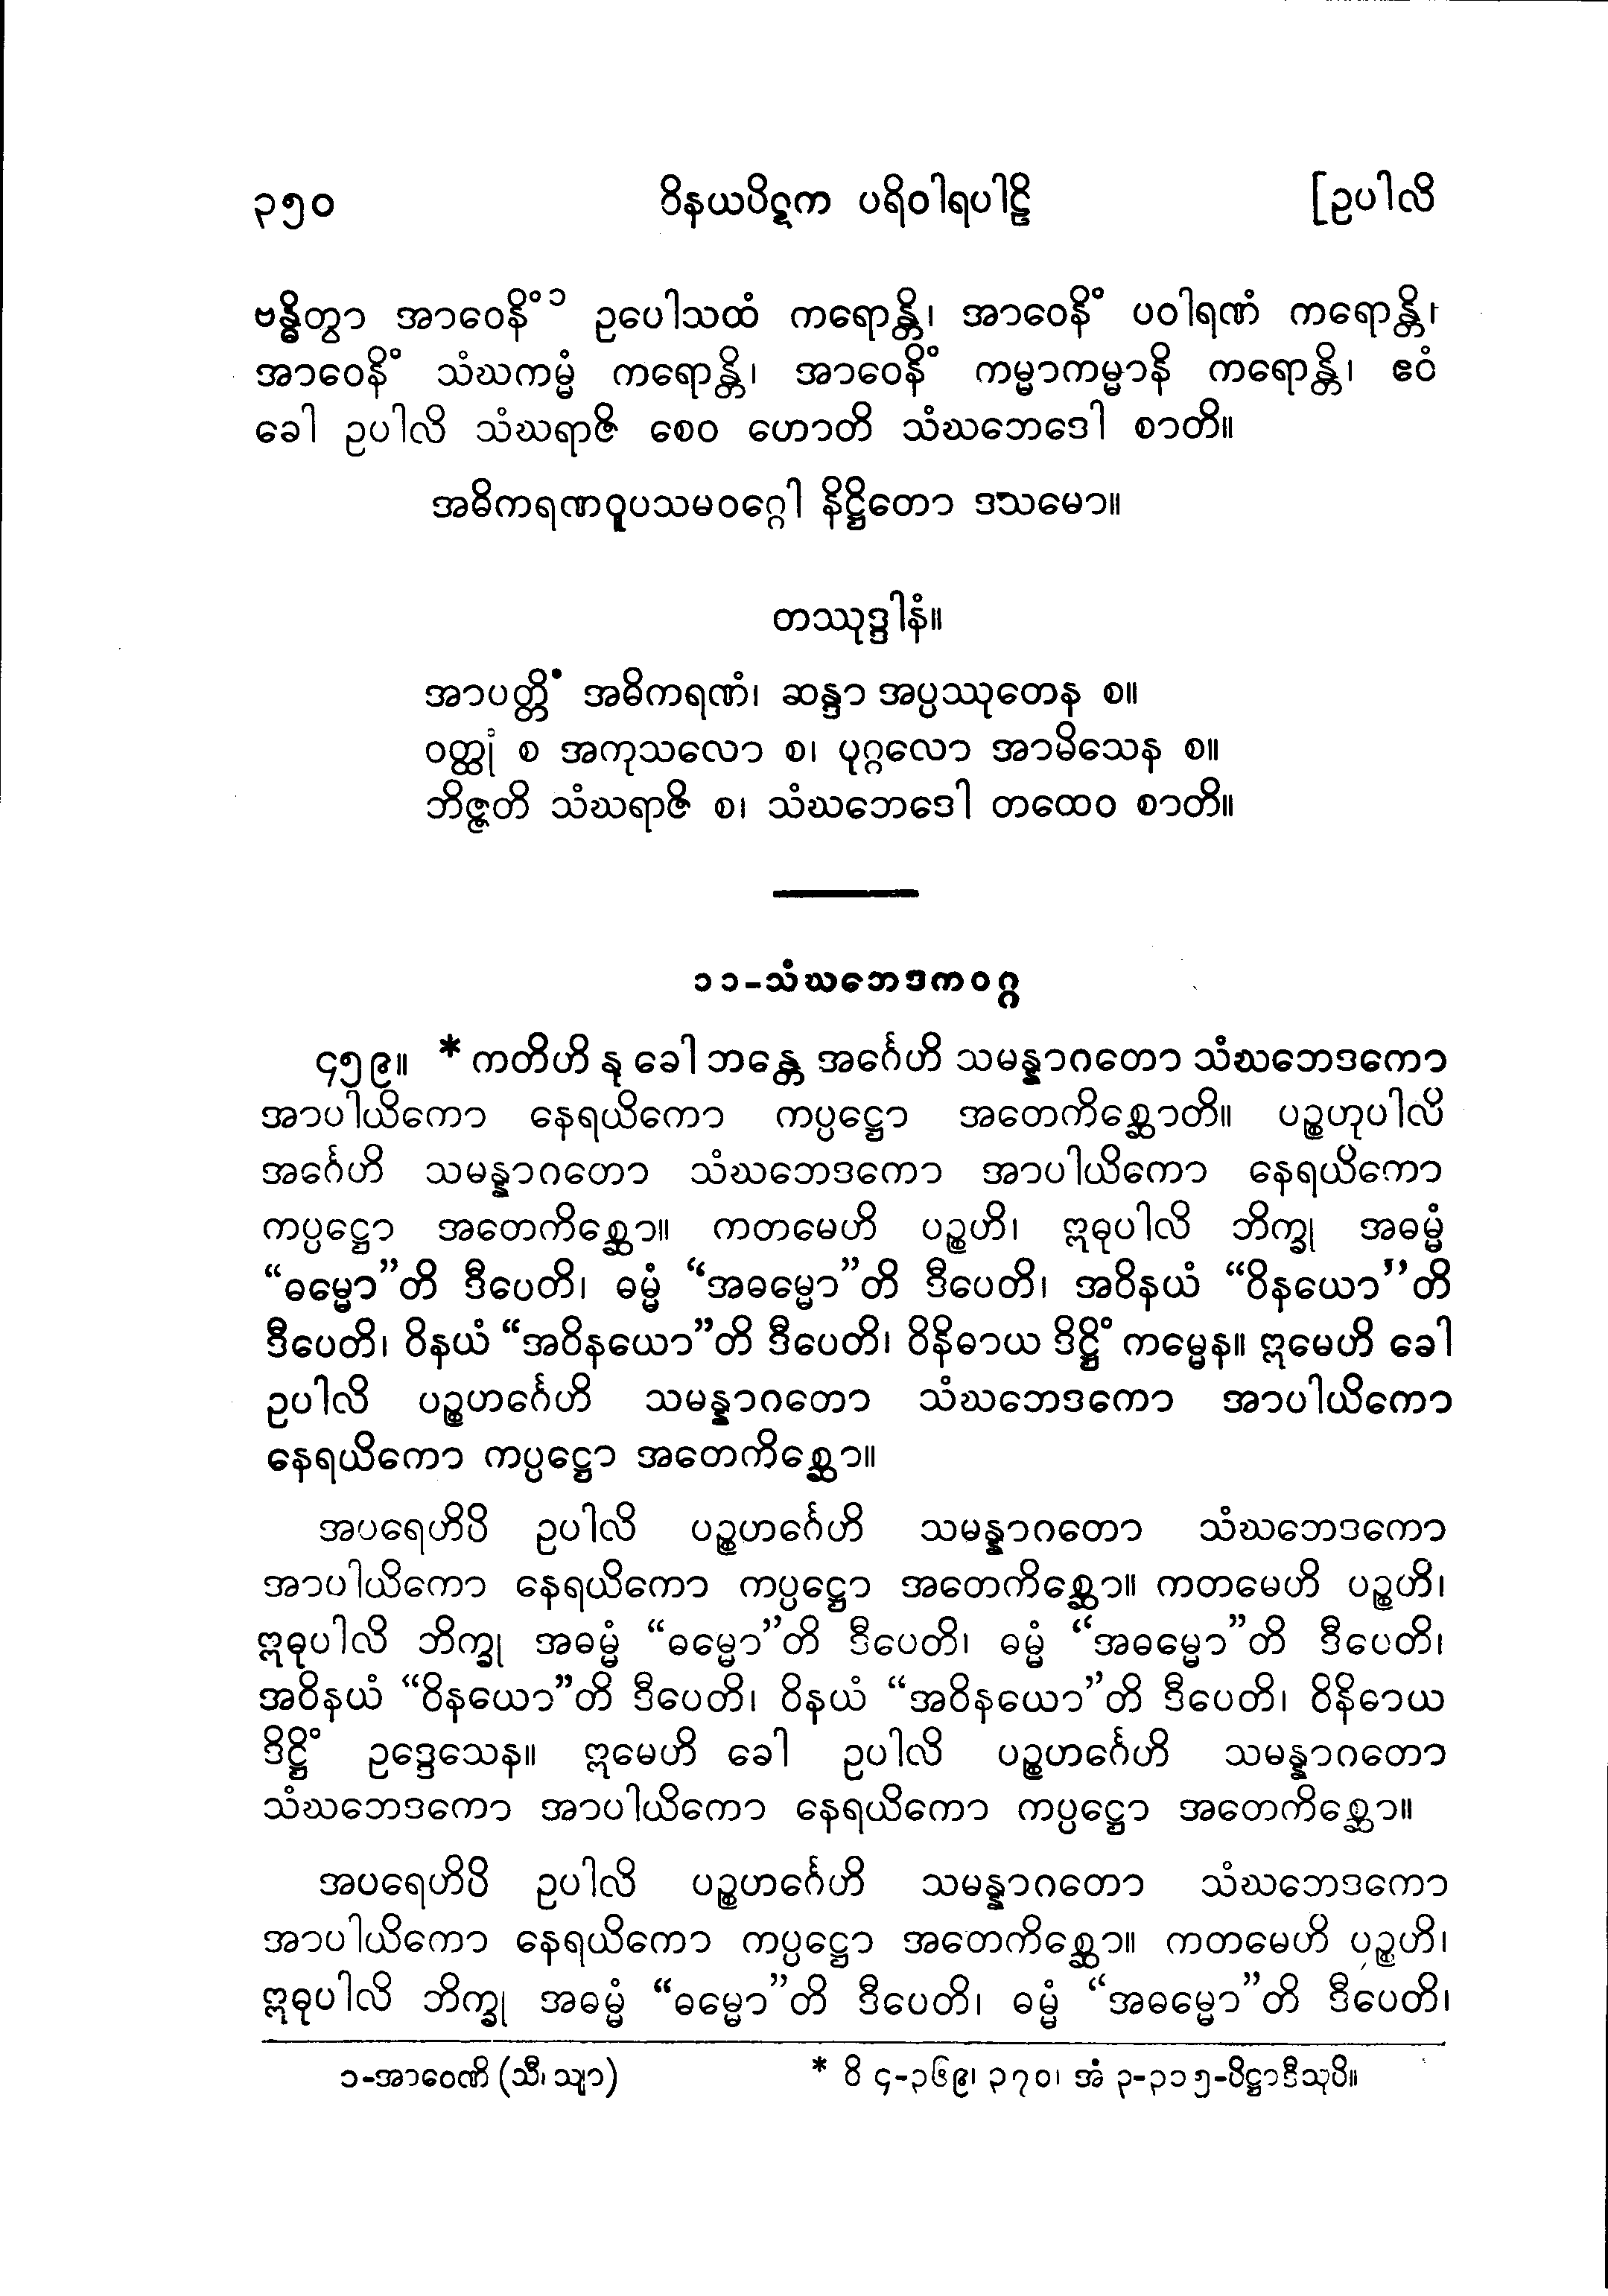 ၃၅၀ ဝိနယပိဋက ပရိဝါရပါဠိ [ဥပါလိ
ဗန္ဓိတွာ အာဝေနိံ ၁ ဥပေါသထံ ကရောန္တိ၊ အာဝေနိံ ပဝါရဏံ ကရောန္တိ၊
အာဝေနိံ သံဃကမ္မံ ကရောန္တိ၊ အာဝေနိံ ကမ္မာကမ္မာနိ ကရောန္တိ၊ ဧဝံ
ခေါ ဥပါလိ သံဃရာဇိ စေဝ ဟောတိ သံဃဘေဒေါ စာတိ။
အဓိကရဏဝူပသမဝဂ္ဂေါ နိဋ္ဌိတော ဒသမော။
တဿုဒ္ဒါနံ။
အာပတ္တိံ အဓိကရဏံ၊ ဆန္ဒာ အပ္ပဿုတေန စ။
ဝတ္ထုံ စ အကုသလော စ၊ ပုဂ္ဂလော အာမိသေန စ။
ဘိဇ္ဇတိ သံဃရာဇိ စ၊ သံဃဘေဒေါ တထေဝ စာတိ။
၁၁-သံဃဘေဒကဝဂ္ဂ
၄၅၉။ * ကတိဟိ နု ခေါ ဘန္တေ အင်္ဂေဟိ သမန္နာဂတော သံဃဘေဒကော
အာပါယိကော နေရယိကော ကပ္ပဋ္ဌော အတေကိစ္ဆောတိ။ ပဉ္စဟုပါလိ
အင်္ဂေဟိ သမန္နာဂတော သံဃဘေဒကော အာပါယိကော နေရယိကော
ကပ္ပဋ္ဌော အတေကိစ္ဆော။ ကတမေဟိ ပဉ္စဟိ၊ ဣဓုပါလိ ဘိက္ခု အဓမ္မံ
“ဓမ္မော”တိ ဒီပေတိ၊ ဓမ္မံ “အဓမ္မော”တိ ဒီပေတိ၊ အဝိနယံ “ဝိနယော”တိ
ဒီပေတိ၊ ဝိနယံ “အဝိနယော”တိ ဒီပေတိ၊ ဝိနိဓာယ ဒိဋ္ဌိံ ကမ္မေန။ ဣမေဟိ ခေါ
ဥပါလိ ပဉ္စဟင်္ဂေဟိ သမန္နာဂတော သံဃဘေဒကော အာပါယိကော
နေရယိကော ကပ္ပဋ္ဌော အတေကိစ္ဆော။
အပရေဟိပိ ဥပါလိ ပဉ္စဟင်္ဂေဟိ သမန္နာဂတော သံဃဘေဒကော
အာပါယိကော နေရယိကော ကပ္ပဋ္ဌော အတေကိစ္ဆော။ ကတမေဟိ ပဉ္စဟိ၊
ဣဓုပါလိ ဘိက္ခု အဓမ္မံ “ဓမ္မော”တိ ဒီပေတိ၊ ဓမ္မံ “အဓမ္မော”တိ ဒီပေတိ၊
အဝိနယံ “ဝိနယော”တိ ဒီပေတိ၊ ဝိနယံ “အဝိနယော”တိ ဒီပေတိ၊ ဝိနိဓာယ
ဒိဋ္ဌိံ ဥဒ္ဒေသေန။ ဣမေဟိ ခေါ ဥပါလိ ပဉ္စဟင်္ဂေဟိ သမန္နာဂတော
သံဃဘေဒကော အာပါယိကော နေရယိကော ကပ္ပဋ္ဌော အတေကိစ္ဆော။
အပရေဟိပိ ဥပါလိ ပဉ္စဟင်္ဂေဟိ သမန္နာဂတော သံဃဘေဒကော
အာပါယိကော နေရယိကော ကပ္ပဋ္ဌော အတေကိစ္ဆော။ ကတမေဟိ ပဉ္စဟိ၊
ဣဓုပါလိ ဘိက္ခု အဓမ္မံ “ဓမ္မော”တိ ဒီပေတိ၊ ဓမ္မံ “အဓမ္မော”တိ ဒီပေတိ၊
၁-အာဝေဏိ (သီ၊ သျာ) * ဝိ ၄-၃၆၉၊ ၃၇၀၊ အံ ၃-၃၁၅-ပိဋ္ဌာဒီသုပိ။